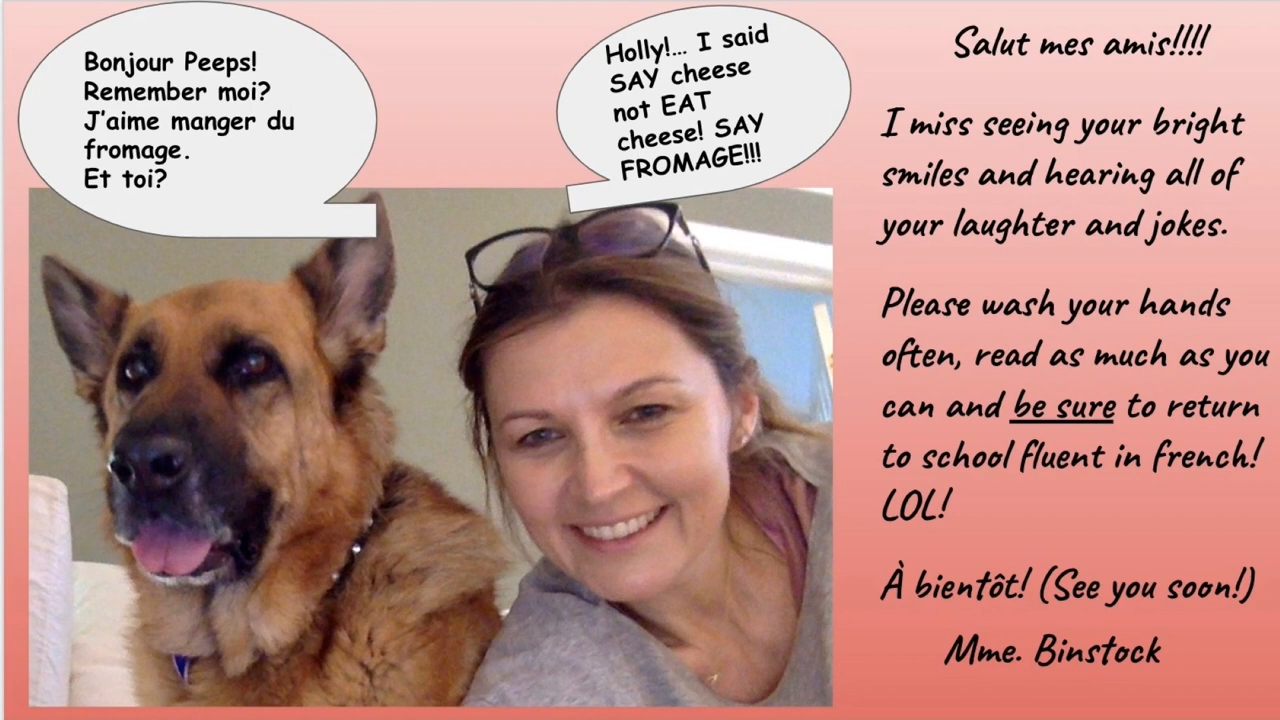 Bonjour Peeps!
Remember moi?
J'aime manger du
fromage.
Et toi?
Holly!... I said
SAY cheese
not EAT
cheese! SAY
FROMAGE!!!
Salut mes amis!!!!
I miss seeing your bright
smiles and hearing all of
your laughter and jokes.
Please wash your hands
often, read as much as you
can and be sure to return
to school fluent in french!
LOL!
À bientôt! (See you soon!)
Mme. Binstock